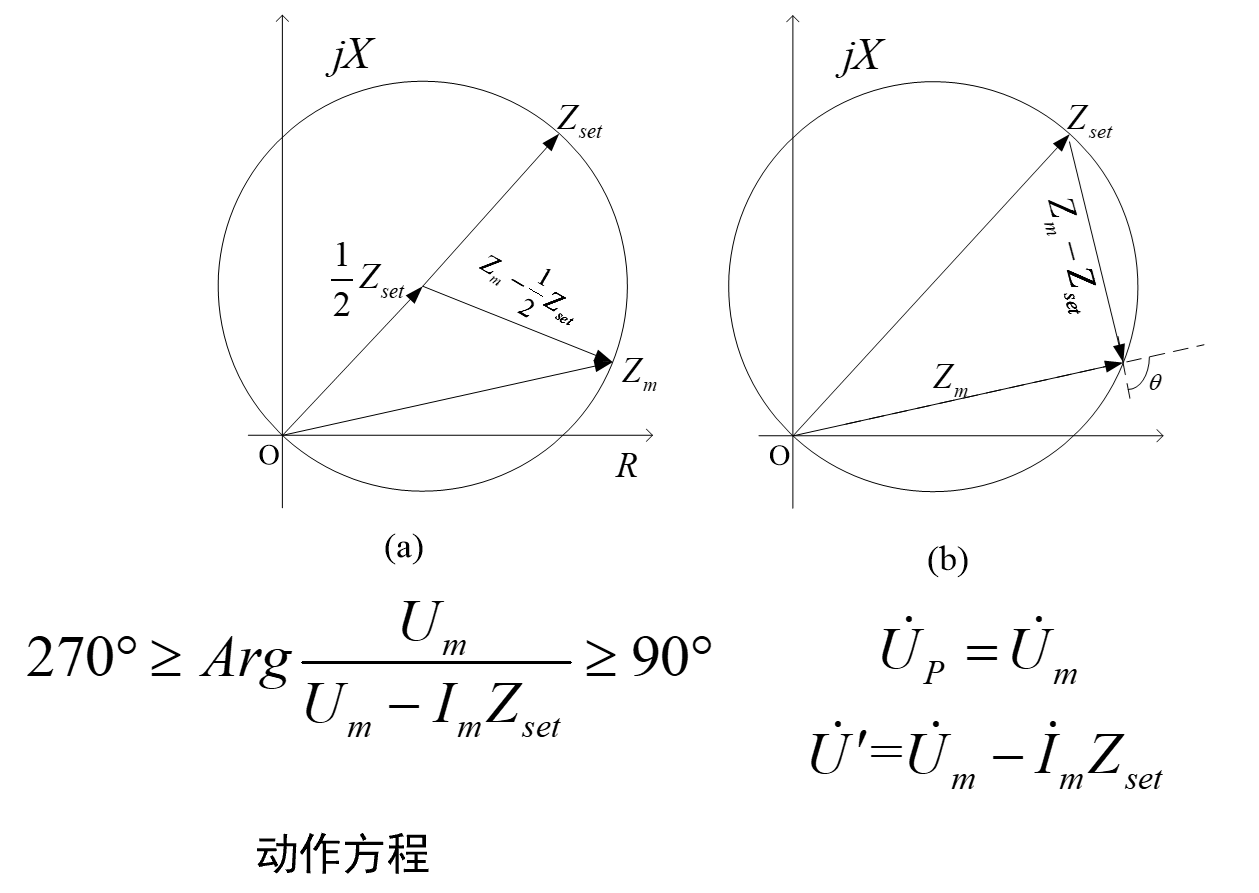 jX
Z_set
1/2 Z_set
Z_m − 1/2 Z_set
Z_m
O
R
(a)
jX
Z_set
Z_m − Z_set
Z_m
θ
O
(b)
270° ≥ Arg U_m / (U_m − I_m Z_set) ≥ 90°
U̇_P = U̇_m
U̇'=U̇_m − İ_m Z_set
动作方程